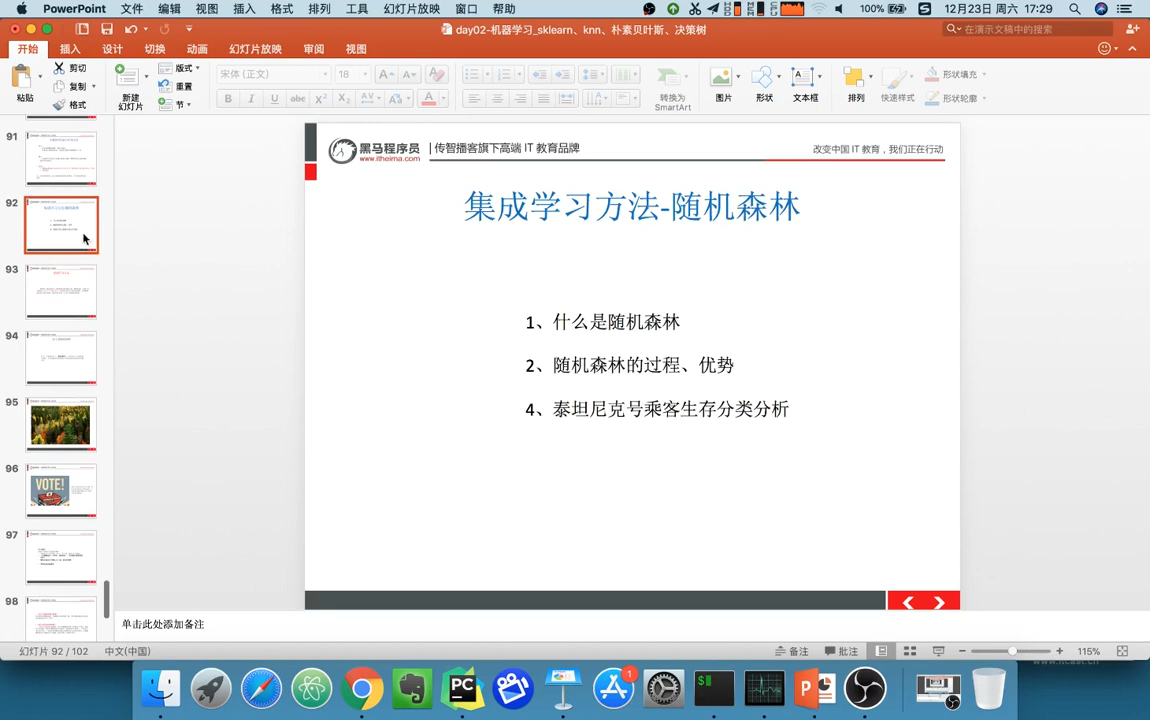 PowerPoint 文件 编辑 视图 插入 格式 排列 工具 幻灯片放映 窗口 帮助 100% 12月23日 周六 17:29
day02-机器学习_sklearn、knn、朴素贝叶斯、决策树
在演示文稿中的搜索
开始 插入 设计 切换 动画 幻灯片放映 审阅 视图
粘贴 剪切 复制 格式
新建幻灯片 版式 重置 节
宋体 (正文) 18
转换为 SmartArt
图片 形状 文本框 排列 快速样式 形状填充 形状轮廓
91
92
93
94
95
96
VOTE!
97
98
黑马程序员 | 传智播客旗下高端 IT 教育品牌
www.itheima.com
改变中国 IT 教育，我们正在行动
集成学习方法-随机森林
1、什么是随机森林
2、随机森林的过程、优势
4、泰坦尼克号乘客生存分类分析
单击此处添加备注
幻灯片 92 / 102 中文(中国) 备注 批注 115%
www.itcast.cn